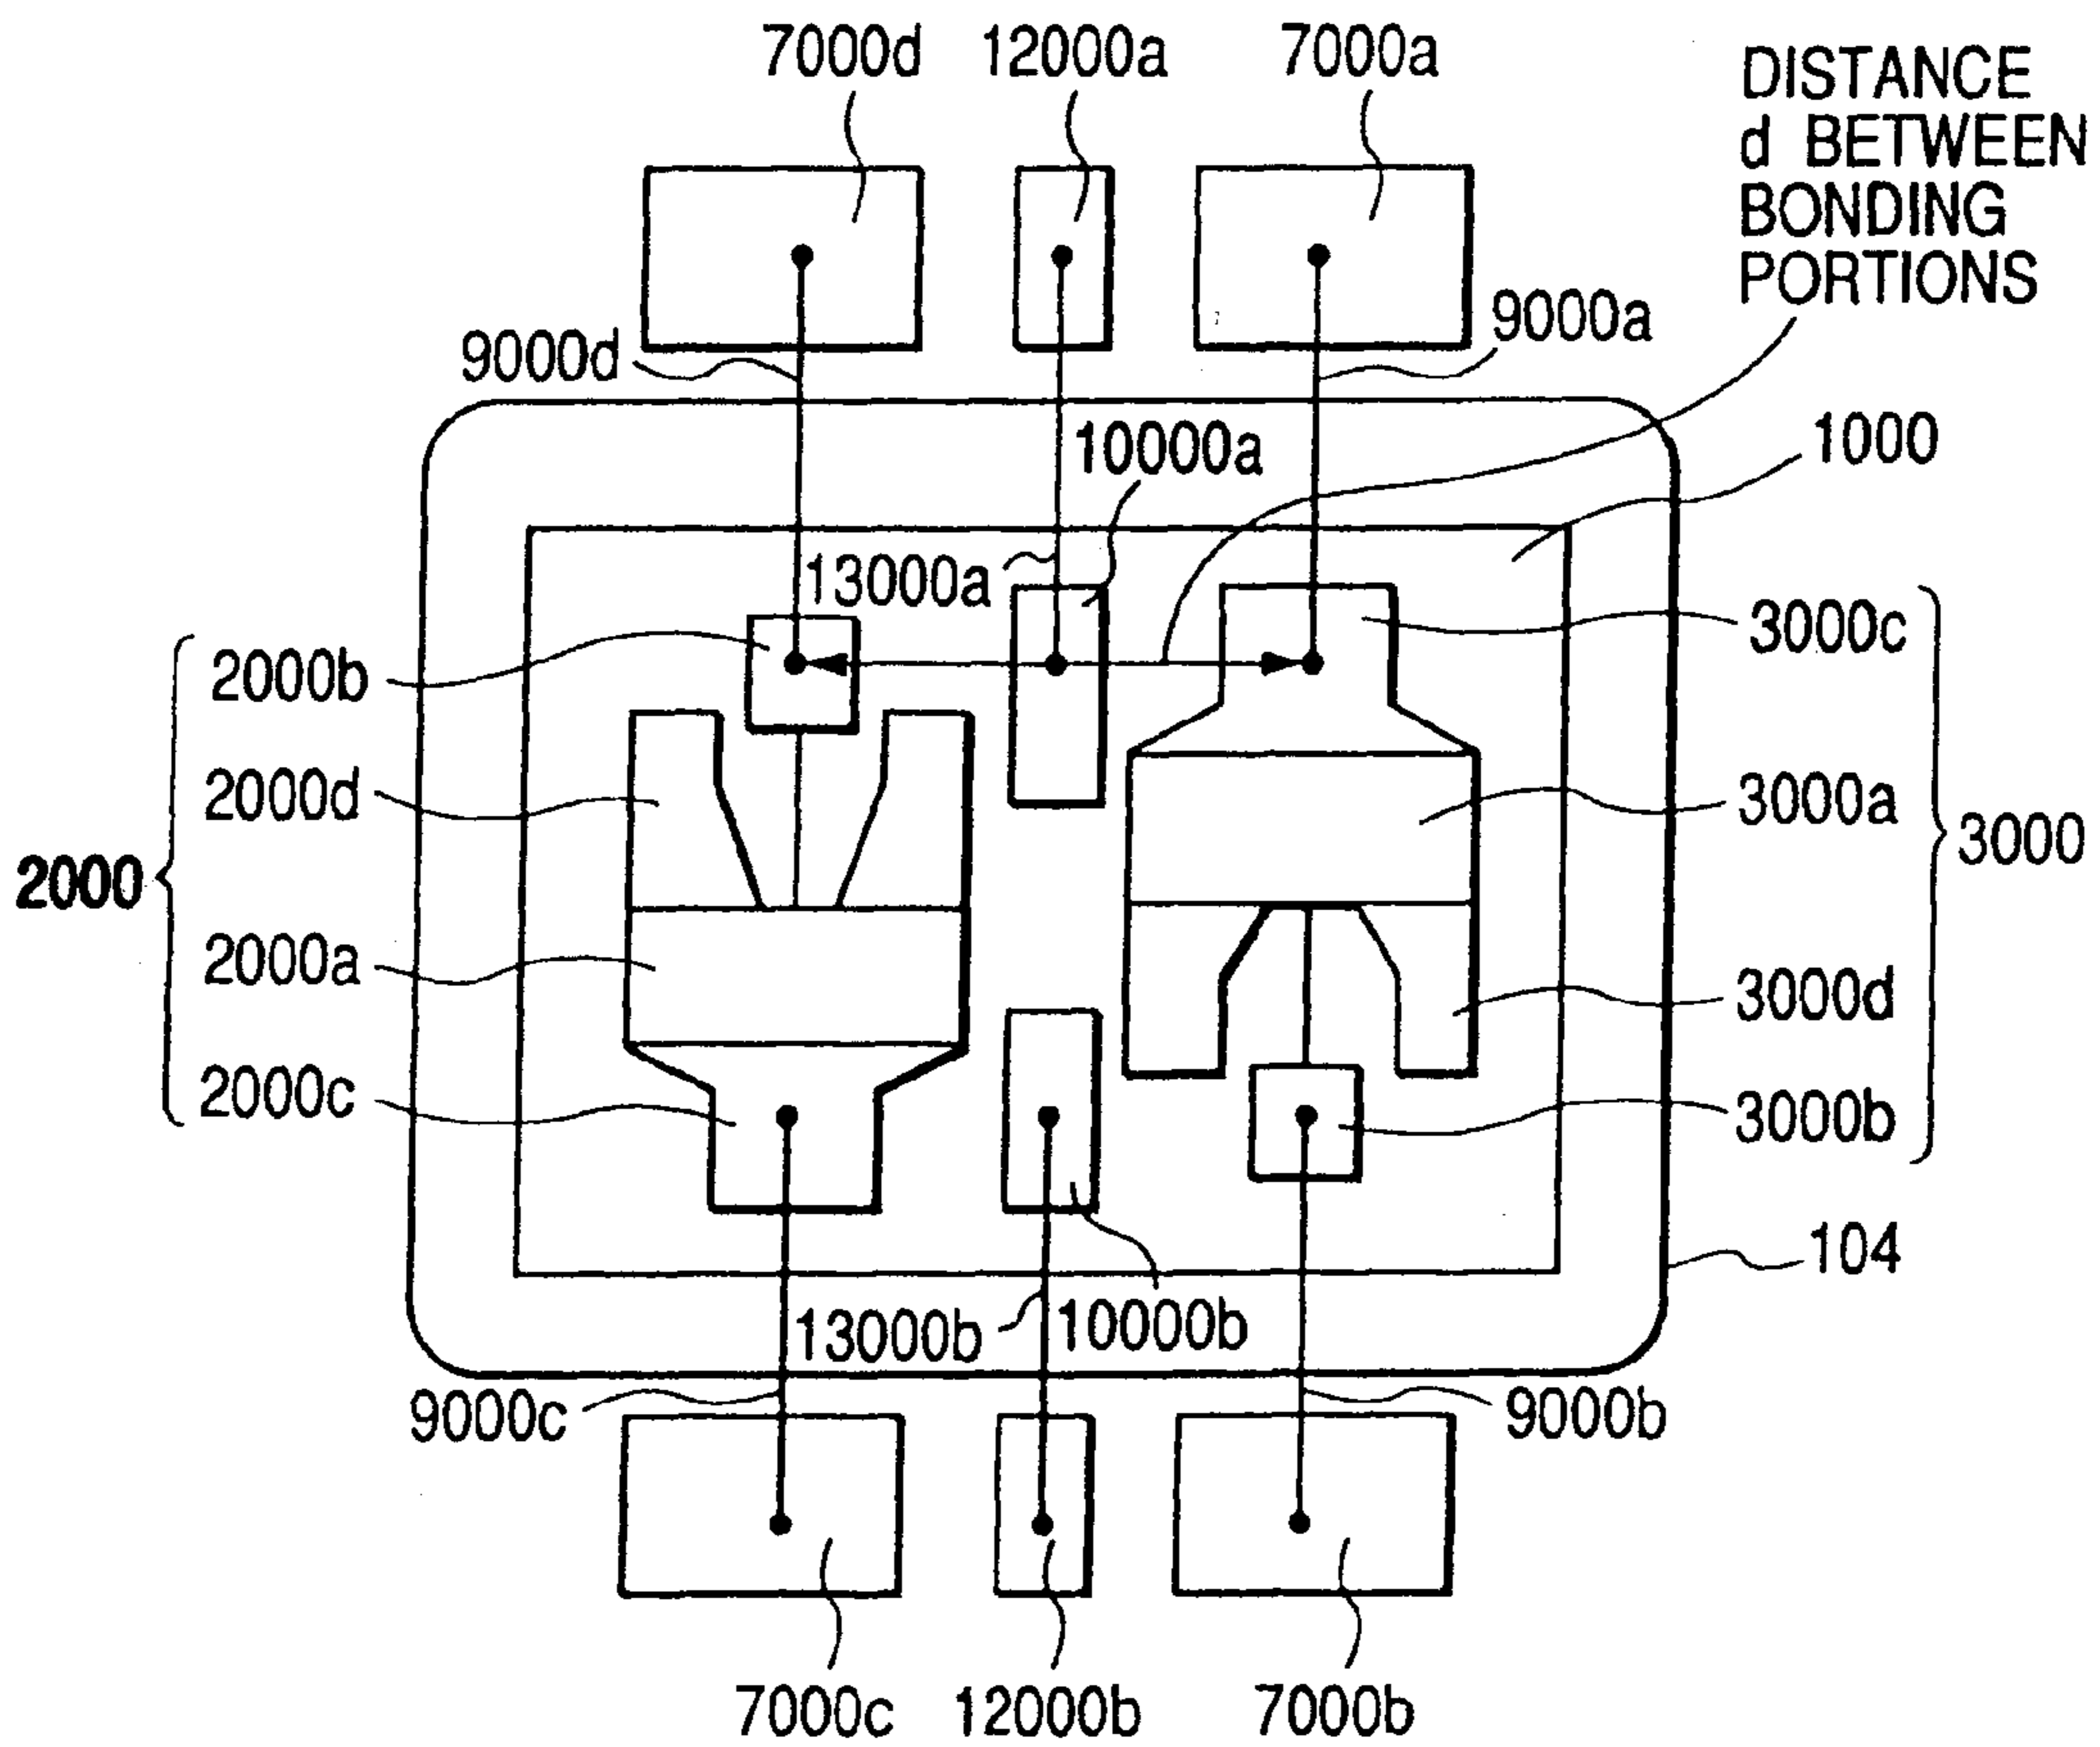 7000d 12000a 7000a
DISTANCE
d BETWEEN
BONDING
PORTIONS
9000d
9000a
10000a
1000
13000a
2000b
3000c
2000d
3000a
2000
3000
2000a
3000d
2000c
3000b
104
13000b 10000b
9000c
9000b
7000c 12000b 7000b